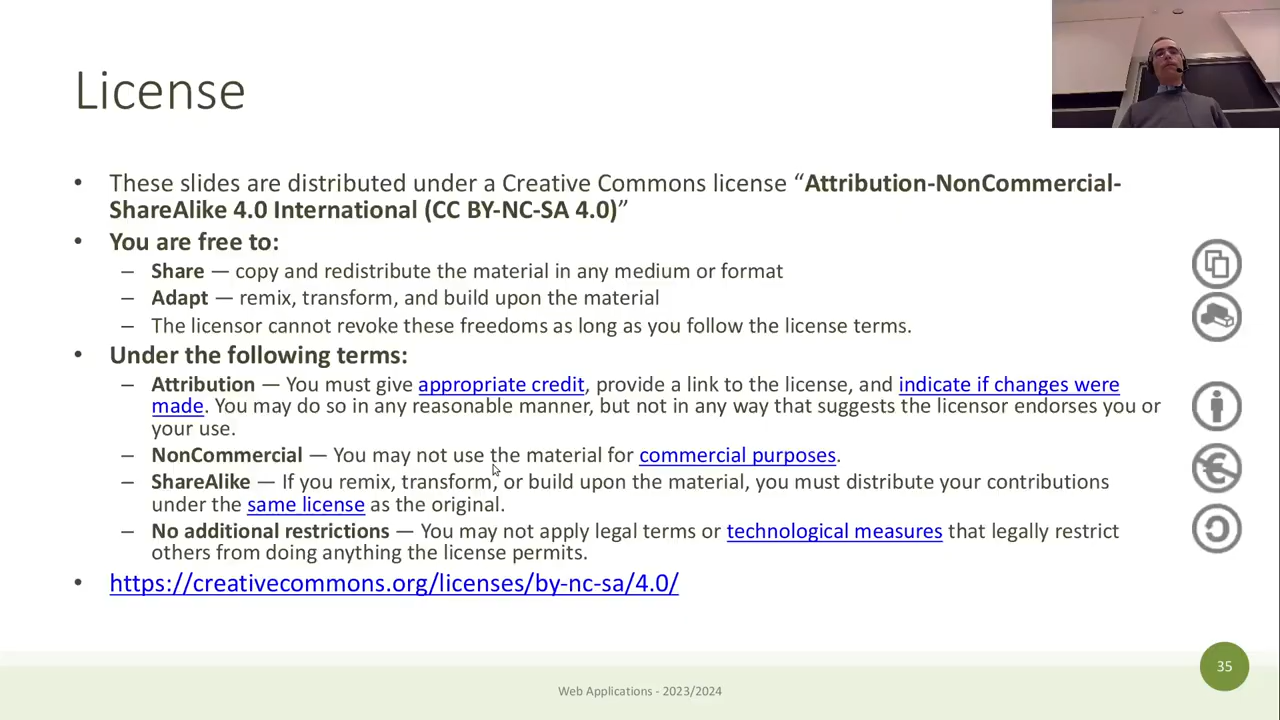 License
• These slides are distributed under a Creative Commons license “Attribution-NonCommercial-
ShareAlike 4.0 International (CC BY-NC-SA 4.0)”
• You are free to:
– Share — copy and redistribute the material in any medium or format
– Adapt — remix, transform, and build upon the material
– The licensor cannot revoke these freedoms as long as you follow the license terms.
• Under the following terms:
– Attribution — You must give appropriate credit, provide a link to the license, and indicate if changes were
made. You may do so in any reasonable manner, but not in any way that suggests the licensor endorses you or
your use.
– NonCommercial — You may not use the material for commercial purposes.
– ShareAlike — If you remix, transform, or build upon the material, you must distribute your contributions
under the same license as the original.
– No additional restrictions — You may not apply legal terms or technological measures that legally restrict
others from doing anything the license permits.
• https://creativecommons.org/licenses/by-nc-sa/4.0/
35
Web Applications - 2023/2024